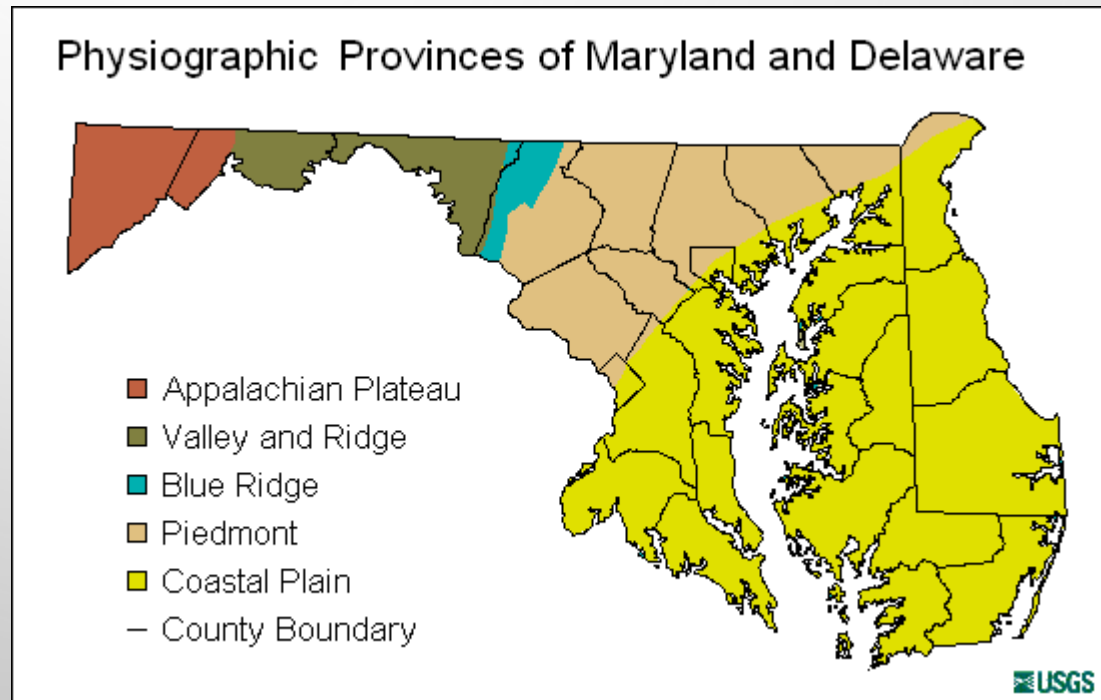 Physiographic Provinces of Maryland and Delaware
Appalachian Plateau
Valley and Ridge
Blue Ridge
Piedmont
Coastal Plain
County Boundary
USGS